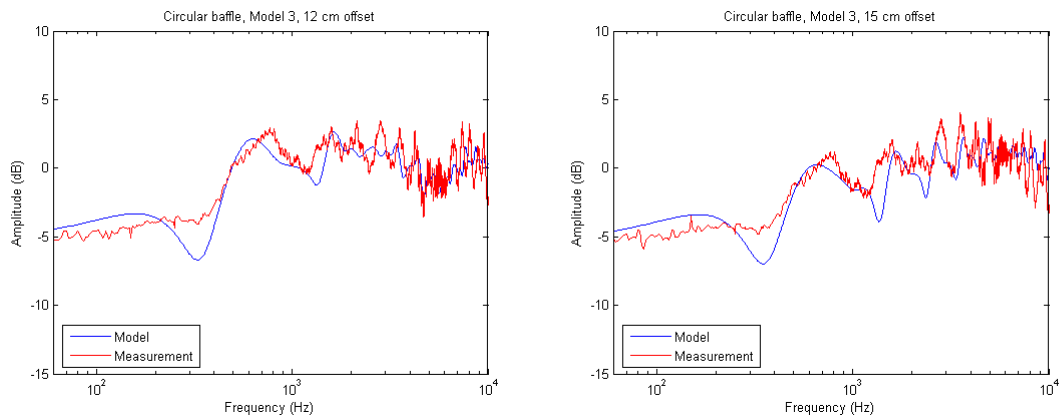 Circular baffle, Model 3, 12 cm offset
10
5
0
-5
-10
-15
Amplitude (dB)
10^2
10^3
10^4
Frequency (Hz)
Model
Measurement
Circular baffle, Model 3, 15 cm offset
10
5
0
-5
-10
-15
Amplitude (dB)
10^2
10^3
10^4
Frequency (Hz)
Model
Measurement